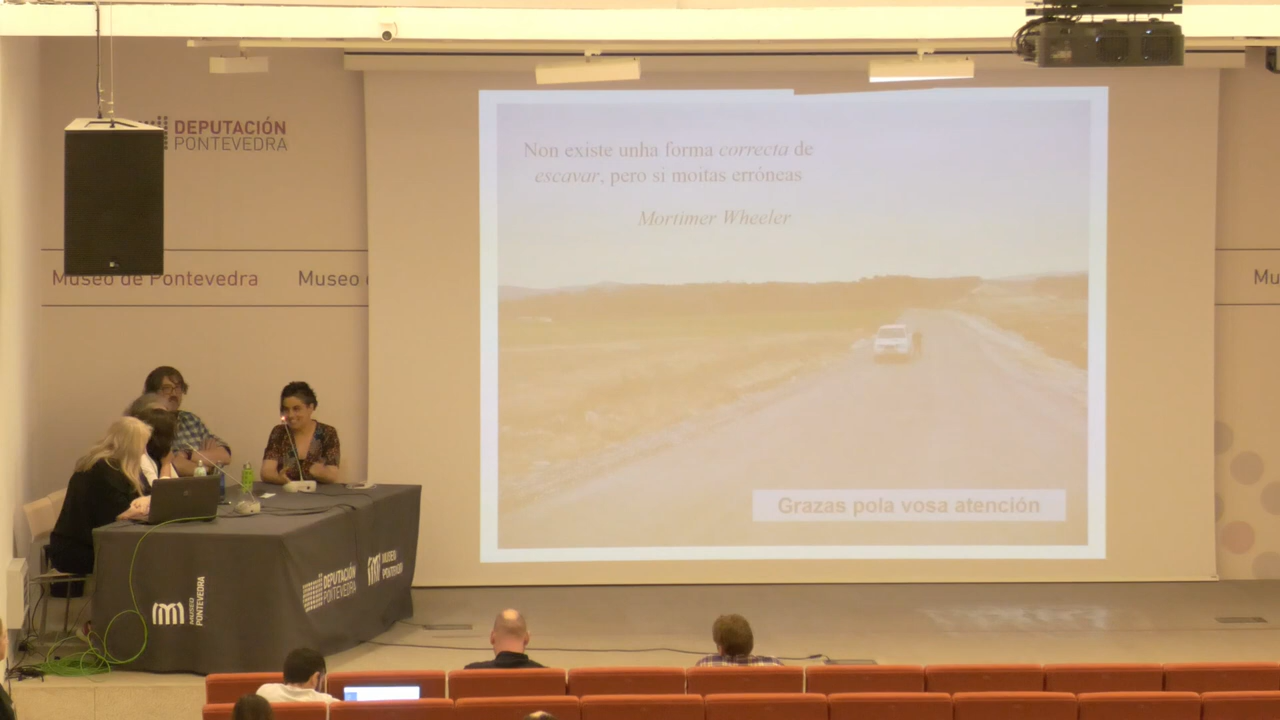 DEPUTACIÓN
PONTEVEDRA
Museo de Pontevedra
Museo
Mu
Non existe unha forma correcta de
escavar, pero si moitas erróneas
Mortimer Wheeler
Grazas pola vosa atención
MUSEO
PONTEVEDRA
DEPUTACIÓN
PONTEVEDRA
MUSEO